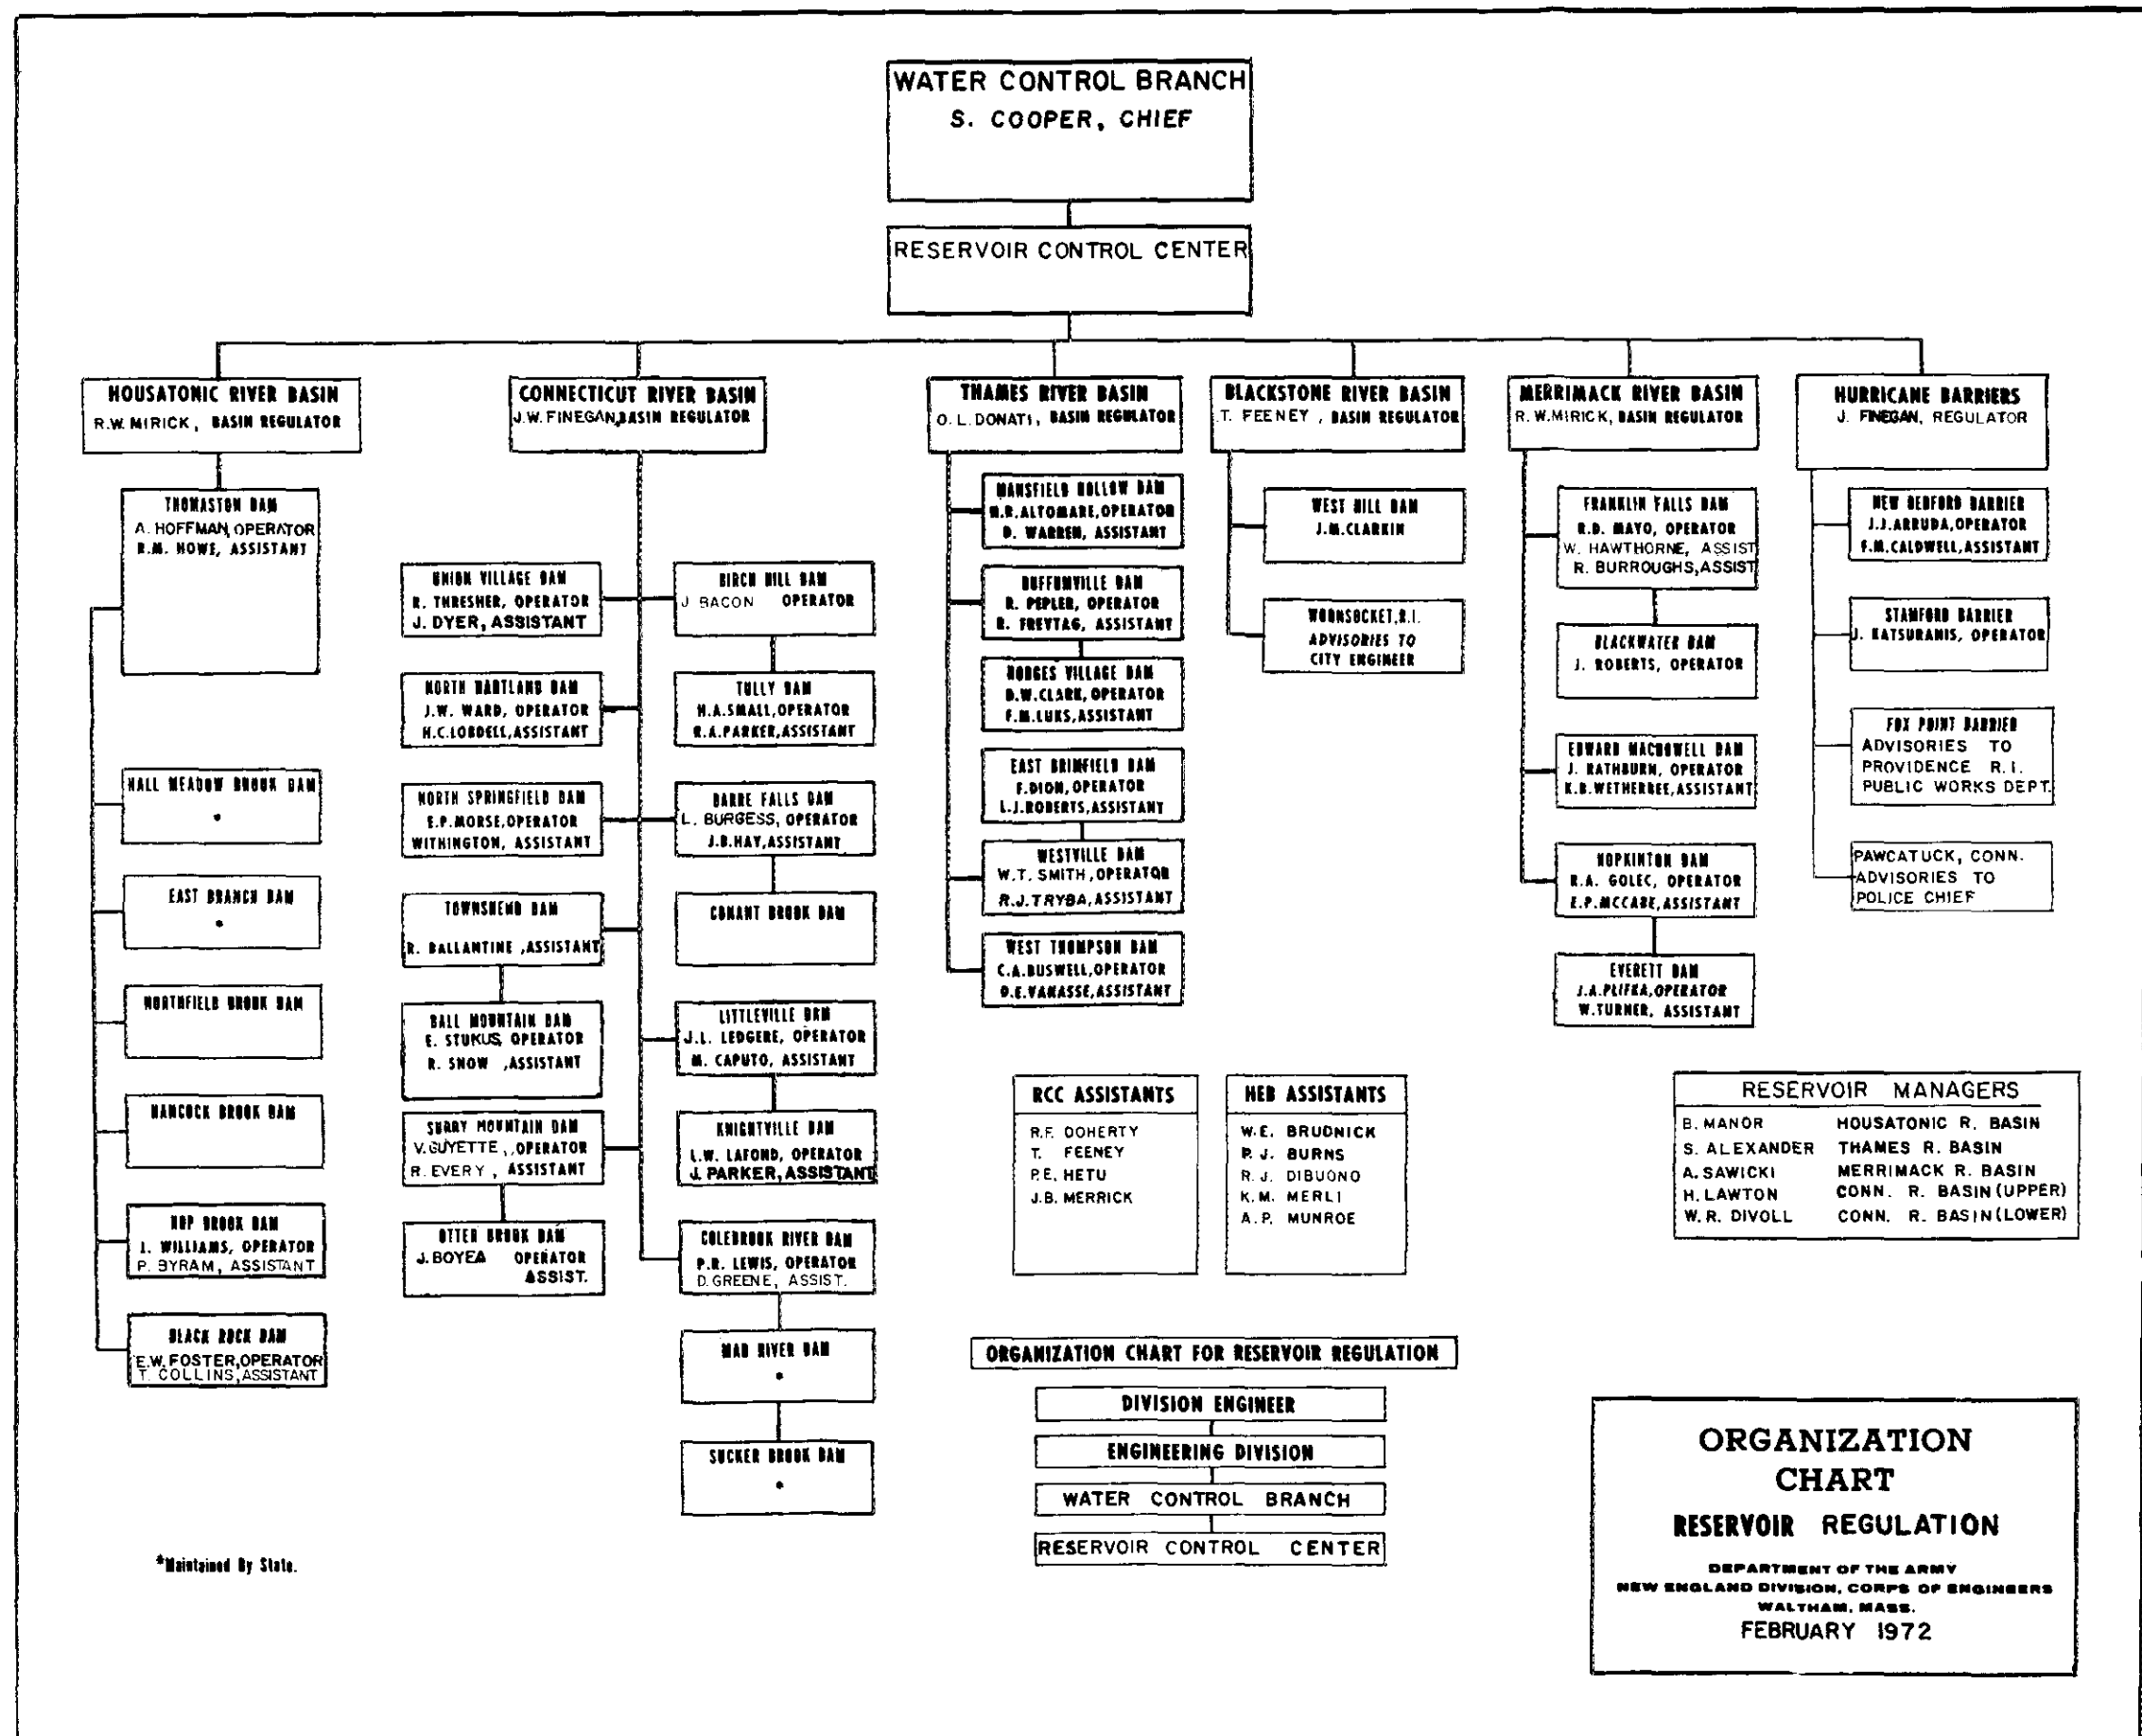 WATER CONTROL BRANCH
S. COOPER, CHIEF
RESERVOIR CONTROL CENTER
HOUSATONIC RIVER BASIN
R.W. MIRICK, BASIN REGULATOR
THOMASTON DAM
A. HOFFMAN, OPERATOR
R.M. HOWE, ASSISTANT
HALL MEADOW BROOK DAM
*
EAST BRANCH DAM
*
NORTHFIELD BROOK DAM
HANCOCK BROOK DAM
HOP BROOK DAM
I. WILLIAMS, OPERATOR
P. BYRAM, ASSISTANT
BLACK ROCK DAM
E.W. FOSTER, OPERATOR
T. COLLINS, ASSISTANT
CONNECTICUT RIVER BASIN
J.W. FINEGAN, BASIN REGULATOR
UNION VILLAGE DAM
R. THRESHER, OPERATOR
J. DYER, ASSISTANT
NORTH HARTLAND DAM
J.W. WARD, OPERATOR
H.C. LOBDELL, ASSISTANT
NORTH SPRINGFIELD DAM
E.P. MORSE, OPERATOR
WITHINGTON, ASSISTANT
TOWNSHEND DAM
R. BALLANTINE, ASSISTANT
BALL MOUNTAIN DAM
E. STUKUS, OPERATOR
R. SNOW, ASSISTANT
SURRY MOUNTAIN DAM
V. GUYETTE, OPERATOR
R. EVERY, ASSISTANT
OTTER BROOK DAM
J. BOYEA OPERATOR
ASSIST.
BIRCH HILL DAM
J BACON OPERATOR
TULLY DAM
H.A. SMALL, OPERATOR
R.A. PARKER, ASSISTANT
BARRE FALLS DAM
L. BURGESS, OPERATOR
J.B. HAY, ASSISTANT
CONANT BROOK DAM
LITTLEVILLE DAM
J.L. LEDGERE, OPERATOR
M. CAPUTO, ASSISTANT
KNIGHTVILLE DAM
L.W. LAFOND, OPERATOR
J. PARKER, ASSISTANT
COLEBROOK RIVER DAM
P.R. LEWIS, OPERATOR
D. GREENE, ASSIST.
MAD RIVER DAM
*
SUCKER BROOK DAM
*
THAMES RIVER BASIN
O. L. DONATI, BASIN REGULATOR
MANSFIELD HOLLOW DAM
ALTOMARE, OPERATOR
D. WARREN, ASSISTANT
BUFFUMVILLE DAM
R. PEPLER, OPERATOR
R. FREYTAG, ASSISTANT
HODGES VILLAGE DAM
D.W. CLARK, OPERATOR
F.M. LUKS, ASSISTANT
EAST BRIMFIELD DAM
F. DION, OPERATOR
L.J. ROBERTS, ASSISTANT
WESTVILLE DAM
W.T. SMITH, OPERATOR
R.J. TRYBA, ASSISTANT
WEST THOMPSON DAM
C.A. BUSWELL, OPERATOR
D.E. VANASSE, ASSISTANT
BLACKSTONE RIVER BASIN
T. FEENEY, BASIN REGULATOR
WEST HILL DAM
J.M. CLARKIN
WOONSOCKET, R.I.
ADVISORIES TO
CITY ENGINEER
MERRIMACK RIVER BASIN
R. W. MIRICK, BASIN REGULATOR
FRANKLIN FALLS DAM
R.D. MAYO, OPERATOR
W. HAWTHORNE, ASSIST
R. BURROUGHS, ASSIST
BLACKWATER DAM
J. ROBERTS, OPERATOR
EDWARD MACDOWELL DAM
J. RATHBURN, OPERATOR
K.B. WETHERBEE, ASSISTANT
HOPKINTON DAM
R.A. GOLEC, OPERATOR
E.P. MCCABE, ASSISTANT
EVERETT DAM
J.A. PLIFKA, OPERATOR
W. TURNER, ASSISTANT
HURRICANE BARRIERS
J. FINEGAN, REGULATOR
NEW BEDFORD BARRIER
J.J. ARRUDA, OPERATOR
F.M. CALDWELL, ASSISTANT
STAMFORD BARRIER
J. KATSURANIS, OPERATOR
FOX POINT BARRIER
ADVISORIES TO
PROVIDENCE R.I.
PUBLIC WORKS DEPT.
PAWCATUCK, CONN.
ADVISORIES TO
POLICE CHIEF
RCC ASSISTANTS
R.F. DOHERTY
T. FEENEY
P.E. HETU
J.B. MERRICK
HEB ASSISTANTS
W.E. BRUDNICK
P. J. BURNS
R. J. DIBUONO
K.M. MERLI
A.P. MUNROE
RESERVOIR MANAGERS
B. MANOR HOUSATONIC R. BASIN
S. ALEXANDER THAMES R. BASIN
A. SAWICKI MERRIMACK R. BASIN
H. LAWTON CONN. R. BASIN (UPPER)
W. R. DIVOLL CONN. R. BASIN (LOWER)
ORGANIZATION CHART FOR RESERVOIR REGULATION
DIVISION ENGINEER
ENGINEERING DIVISION
WATER CONTROL BRANCH
RESERVOIR CONTROL CENTER
*Maintained By State.
ORGANIZATION
CHART
RESERVOIR REGULATION
DEPARTMENT OF THE ARMY
NEW ENGLAND DIVISION, CORPS OF ENGINEERS
WALTHAM, MASS.
FEBRUARY 1972